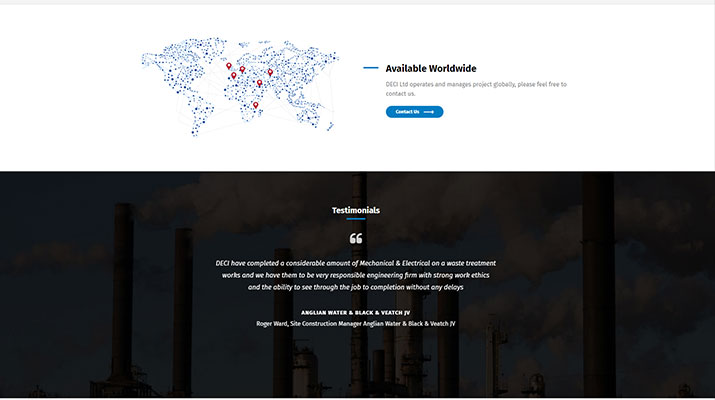 Available Worldwide
DECI Ltd operates and manages project globally, please feel free to
contact us.
Contact Us
Testimonials
DECI have completed a considerable amount of Mechanical & Electrical on a waste treatment
works and we have them to be very responsible engineering firm with strong work ethics
and the ability to see through the job to completion without any delays
ANGLIAN WATER & BLACK & VEATCH JV
Roger Ward, Site Construction Manager Anglian Water & Black & Veatch JV